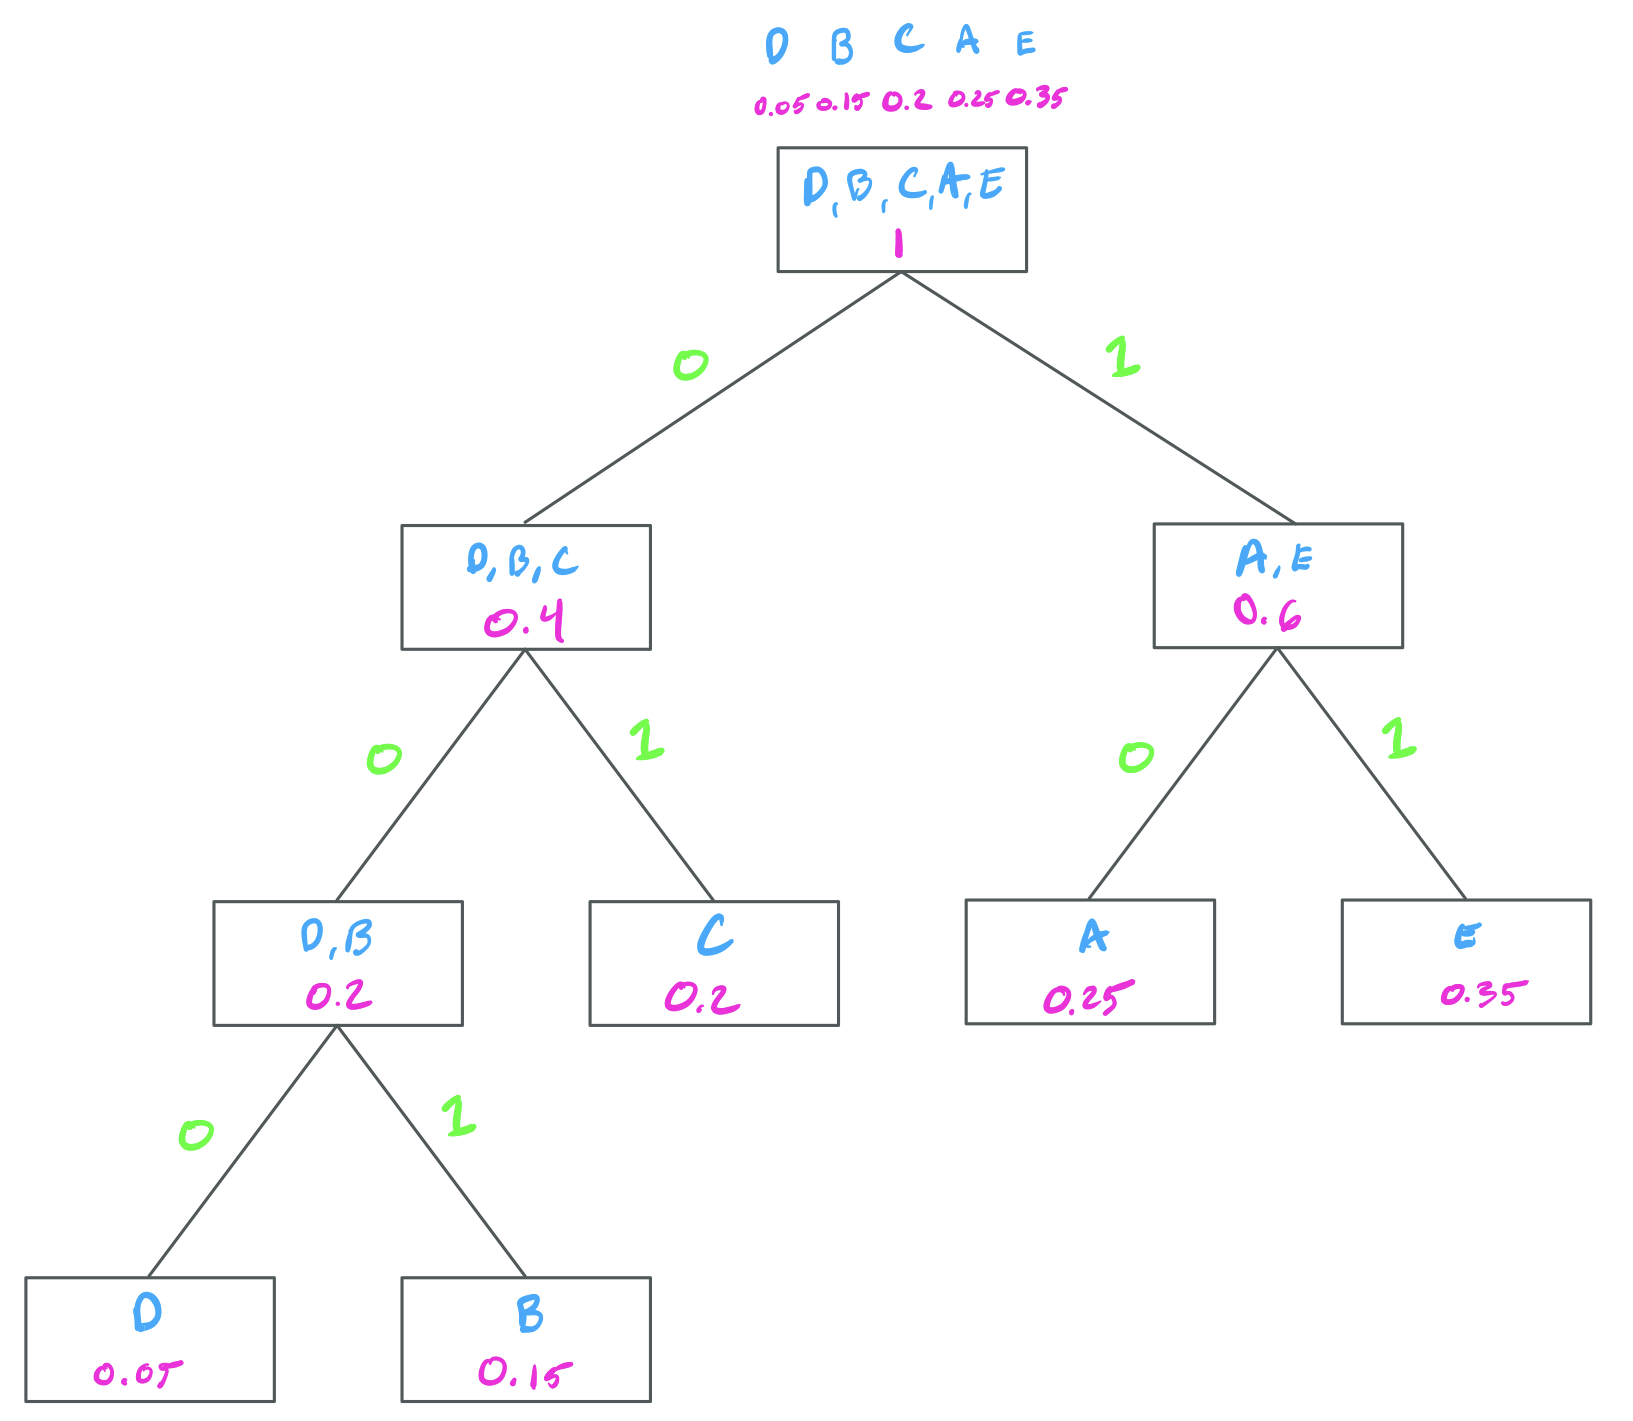 D B C A E
0.05 0.15 0.2 0.25 0.35
D, B, C, A, E
1
0 1
D, B, C A, E
0.4 0.6
0 1 0 1
D, B C A E
0.2 0.2 0.25 0.35
0 1
D B
0.05 0.15